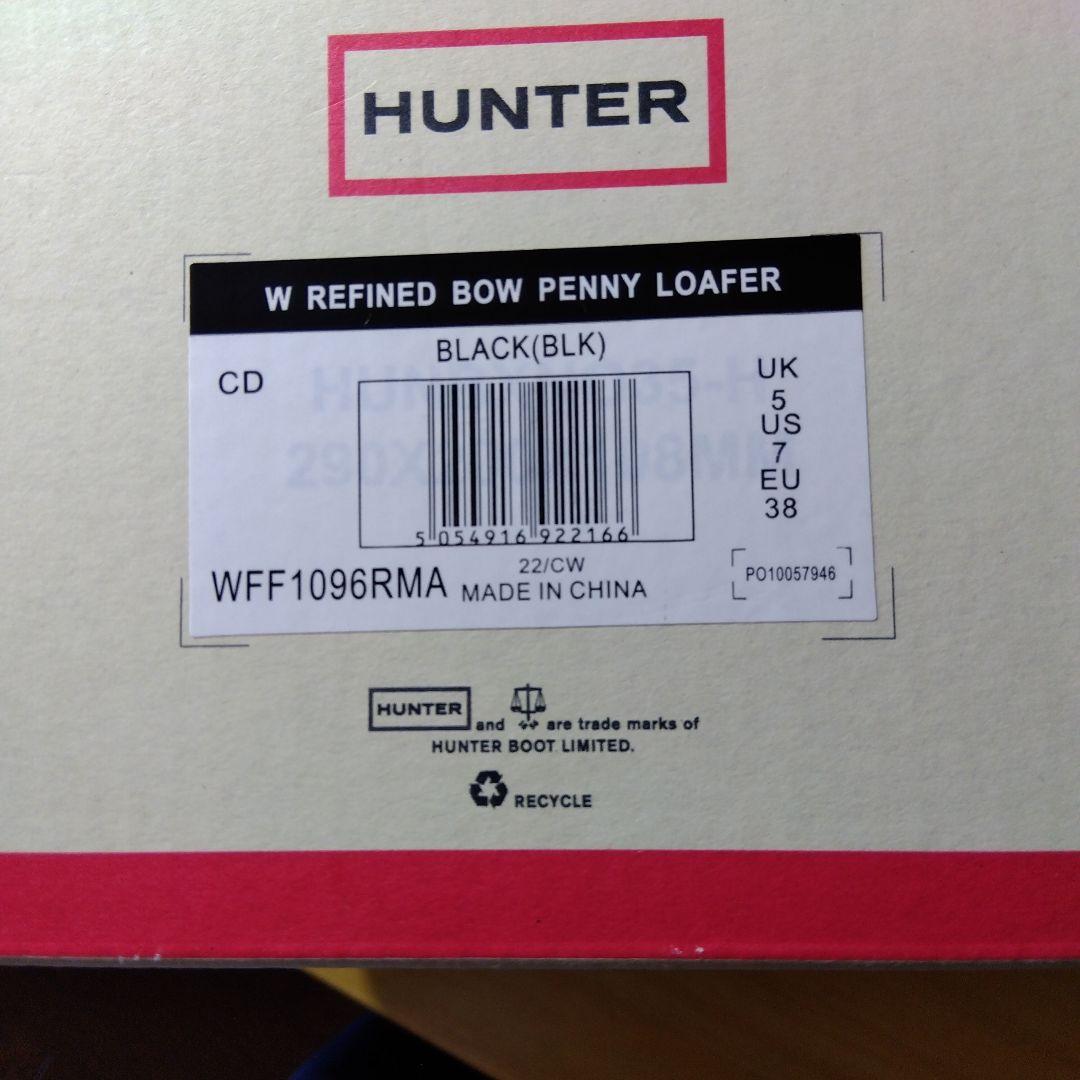 HUNTER
W REFINED BOW PENNY LOAFER
BLACK(BLK)
CD
UK
5
US
7
EU
38
5 054916 922166
22/CW
WFF1096RMA MADE IN CHINA
PO10057946
HUNTER and are trade marks of
HUNTER BOOT LIMITED.
RECYCLE